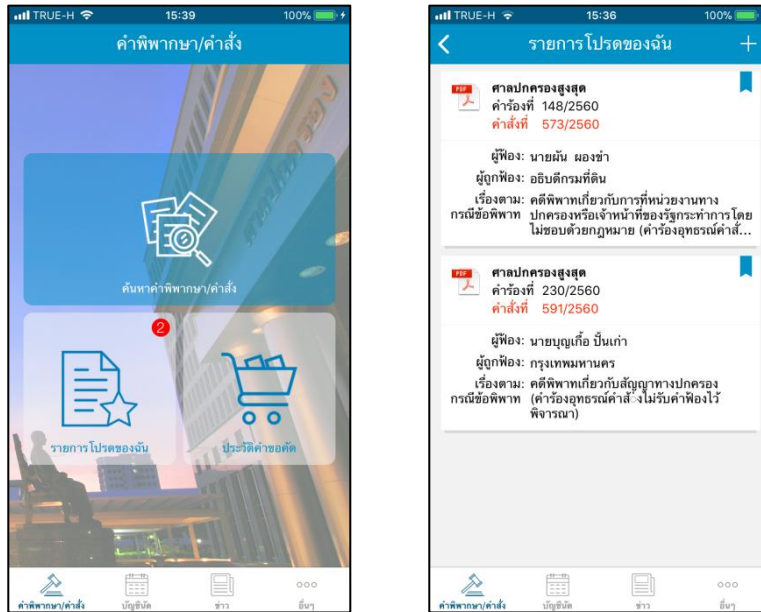 TRUE-H 15:39 100%
คำพิพากษา/คำสั่ง
ศาลปกครอง
ค้นหาคำพิพากษา/คำสั่ง
2
รายการโปรดของฉัน
ประวัติคำขอคัด
คำพิพากษา/คำสั่ง บัญชีนัด ข่าว อื่นๆ
TRUE-H 15:36 100%
รายการโปรดของฉัน
PDF ศาลปกครองสูงสุด
คำร้องที่ 148/2560
คำสั่งที่ 573/2560
ผู้ฟ้อง: นายผัน ผองขำ
ผู้ถูกฟ้อง: อธิบดีกรมที่ดิน
เรื่องตาม: คดีพิพาทเกี่ยวกับการที่หน่วยงานทาง
กรณีข้อพิพาท ปกครองหรือเจ้าหน้าที่ของรัฐกระทำการโดย
ไม่ชอบด้วยกฎหมาย (คำร้องอุทธรณ์คำสั่...
PDF ศาลปกครองสูงสุด
คำร้องที่ 230/2560
คำสั่งที่ 591/2560
ผู้ฟ้อง: นายบุญเกื้อ ปั้นเก่า
ผู้ถูกฟ้อง: กรุงเทพมหานคร
เรื่องตาม: คดีพิพาทเกี่ยวกับสัญญาทางปกครอง
กรณีข้อพิพาท (คำร้องอุทธรณ์คำสั่งไม่รับคำฟ้องไว้
พิจารณา)
คำพิพากษา/คำสั่ง บัญชีนัด ข่าว อื่นๆ